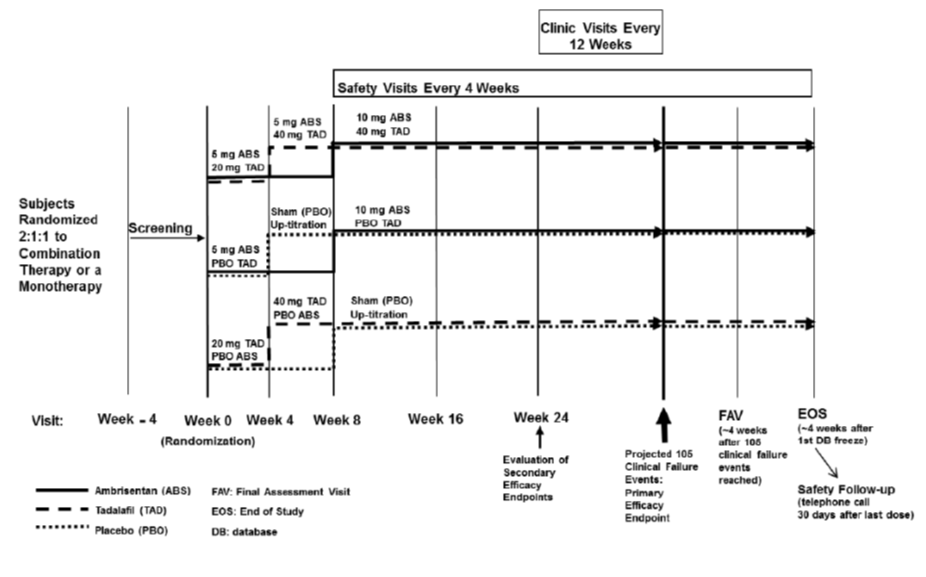 Clinic Visits Every
12 Weeks
Safety Visits Every 4 Weeks
5 mg ABS
40 mg TAD
10 mg ABS
40 mg TAD
5 mg ABS
20 mg TAD
Subjects
Randomized
2:1:1 to
Combination
Therapy or a
Monotherapy
Screening
Sham (PBO)
Up-titration
10 mg ABS
PBO TAD
5 mg ABS
PBO TAD
40 mg TAD
PBO ABS
Sham (PBO)
Up-titration
20 mg TAD
PBO ABS
Visit:
Week - 4
Week 0
(Randomization)
Week 4
Week 8
Week 16
Week 24
Evaluation of
Secondary
Efficacy
Endpoints
Projected 105
Clinical Failure
Events:
Primary
Efficacy
Endpoint
FAV
(~4 weeks
after 105
clinical failure
events
reached)
EOS
(~4 weeks after
1st DB freeze)
Safety Follow-up
(telephone call
30 days after last dose)
Ambrisentan (ABS)
Tadalafil (TAD)
Placebo (PBO)
FAV: Final Assessment Visit
EOS: End of Study
DB: database